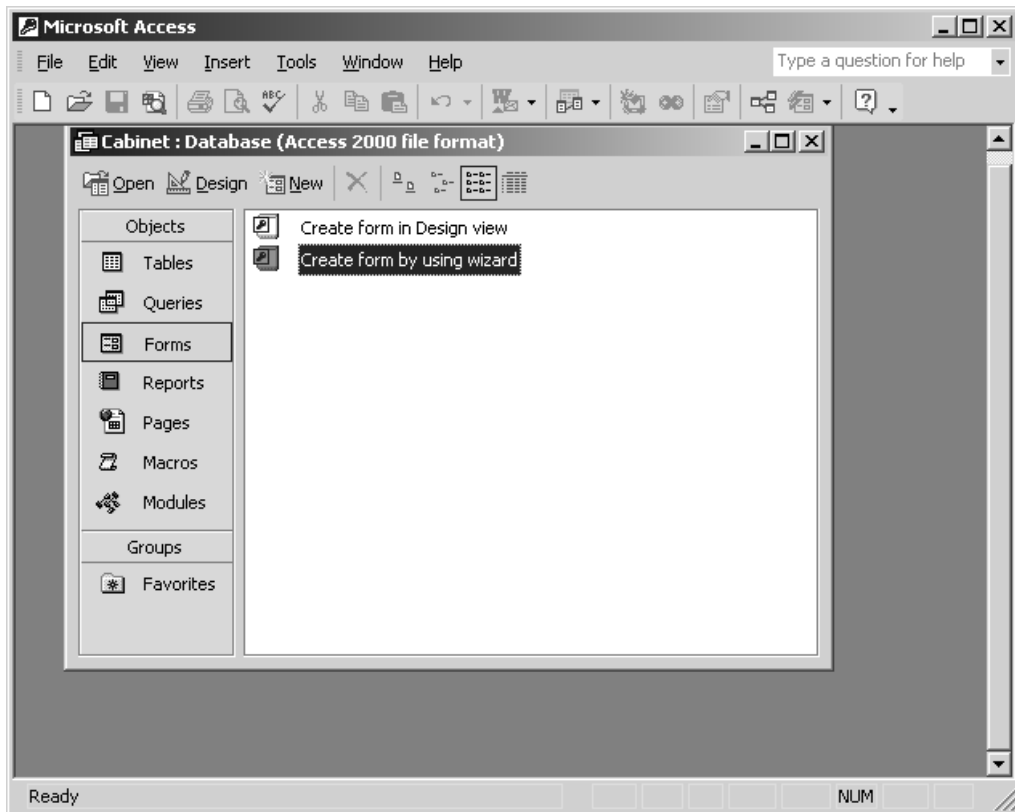 Microsoft Access
File Edit View Insert Tools Window Help Type a question for help
ABC
Cabinet : Database (Access 2000 file format)
Open Design New
Objects
Create form in Design view
Tables
Create form by using wizard
Queries
Forms
Reports
Pages
Macros
Modules
Groups
Favorites
Ready NUM